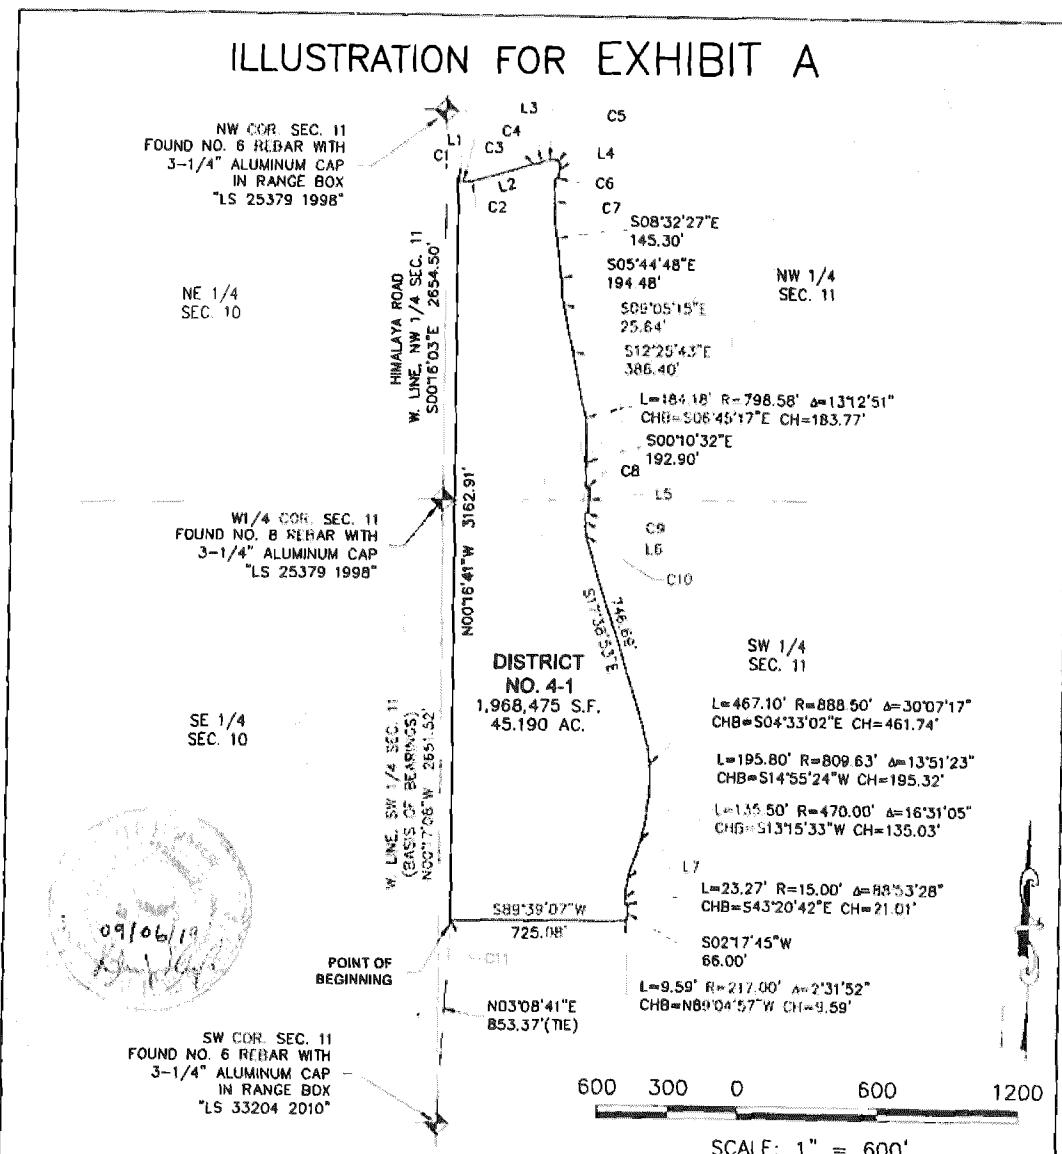 ILLUSTRATION FOR EXHIBIT A
NW COR. SEC. 11
FOUND NO. 6 REBAR WITH
3-1/4" ALUMINUM CAP
IN RANGE BOX
"LS 25379 1998"
L3
C5
L1
C4
C1
C3
L4
L2
C6
C2
C7
S08°32'27"E
145.30'
S05°44'48"E
194.48'
25.64'
S12°25'43"E
386.40'
NE 1/4
SEC. 10
NW 1/4
SEC. 11
HIMALAYA ROAD
W. LINE, NW 1/4 SEC. 11
S00°16'03"E 2654.50'
L=184.18' R=798.58' Δ=13°12'51"
CHB=S06°45'17"E CH=183.77'
S00°10'32"E
192.90'
C8
L5
C9
L6
C10
W1/4 COR. SEC. 11
FOUND NO. 8 REBAR WITH
3-1/4" ALUMINUM CAP
"LS 25379 1998"
N00°16'41"W 3162.91'
S17°38'53"E
746.69'
DISTRICT
NO. 4-1
1,968,475 S.F.
45.190 AC.
SW 1/4
SEC. 11
SE 1/4
SEC. 10
W. LINE, SW 1/4 SEC. 11
(BASIS OF BEARINGS)
N00°17'08"W 2651.52'
L=467.10' R=888.50' Δ=30°07'17"
CHB=S04°33'02"E CH=461.74'
L=195.80' R=809.63' Δ=13°51'23"
CHB=S14°55'24"W CH=195.32'
L=135.50' R=470.00' Δ=16°31'05"
CHB=S13°15'33"W CH=135.03'
L7
L=23.27' R=15.00' Δ=88°53'28"
CHB=S43°20'42"E CH=21.01'
S89°39'07"W
725.08'
S02°17'45"W
66.00'
POINT OF
BEGINNING
C11
L=9.59' R=217.00' Δ=2°31'52"
CHB=N89°04'57"W CH=9.59'
N03°08'41"E
853.37'(TIE)
09/06/19
SW COR. SEC. 11
FOUND NO. 6 REBAR WITH
3-1/4" ALUMINUM CAP
IN RANGE BOX
"LS 33204 2010"
600 300 0 600 1200
SCALE: 1" = 600'